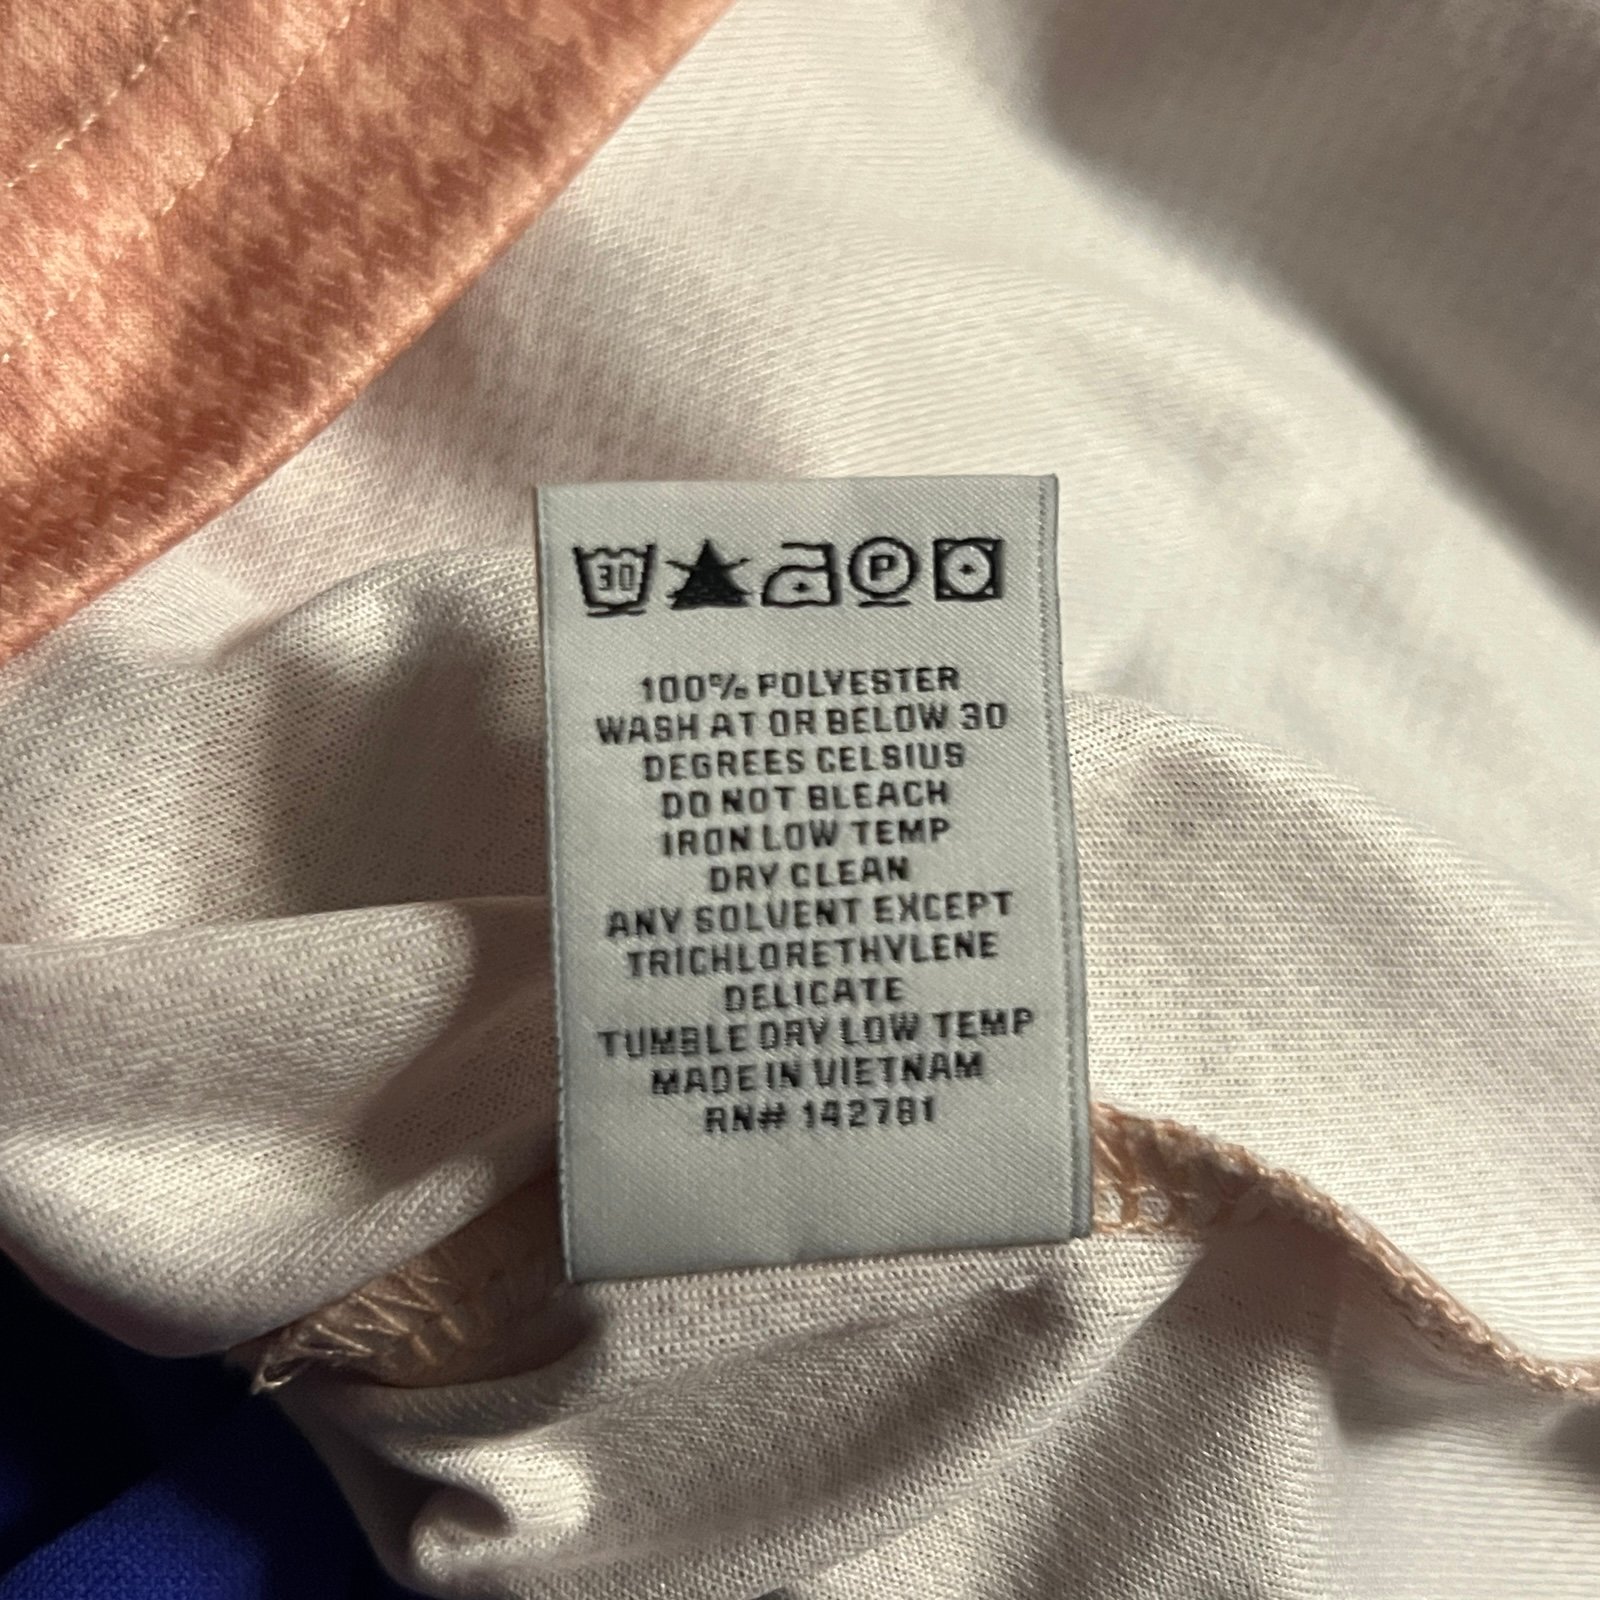 30 P
100% POLYESTER
WASH AT OR BELOW 30
DEGREES CELSIUS
DO NOT BLEACH
IRON LOW TEMP
DRY CLEAN
ANY SOLVENT EXCEPT
TRICHLORETHYLENE
DELICATE
TUMBLE DRY LOW TEMP
MADE IN VIETNAM
RN# 142781